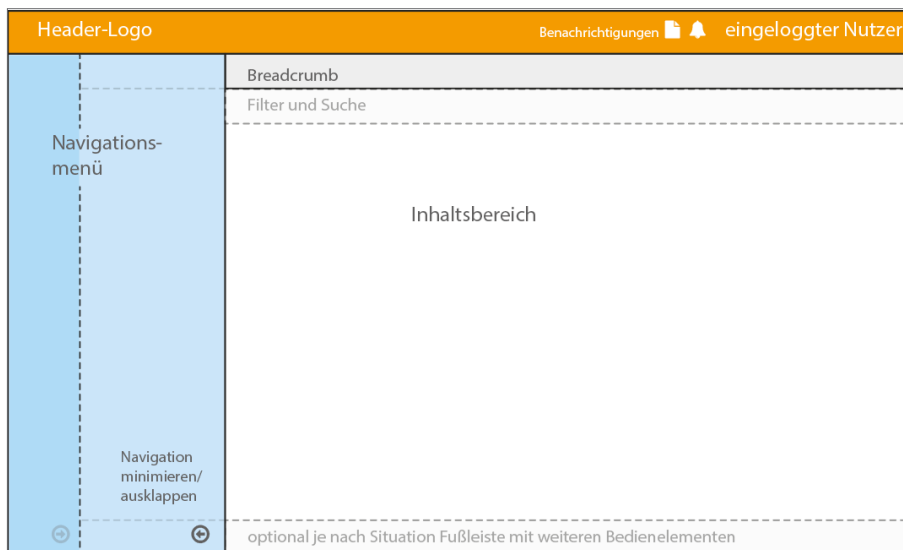 Header-Logo
Benachrichtigungen
eingeloggter Nutzer
Breadcrumb
Filter und Suche
Navigations-
menü
Inhaltsbereich
Navigation
minimieren/
ausklappen
optional je nach Situation Fußleiste mit weiteren Bedienelementen